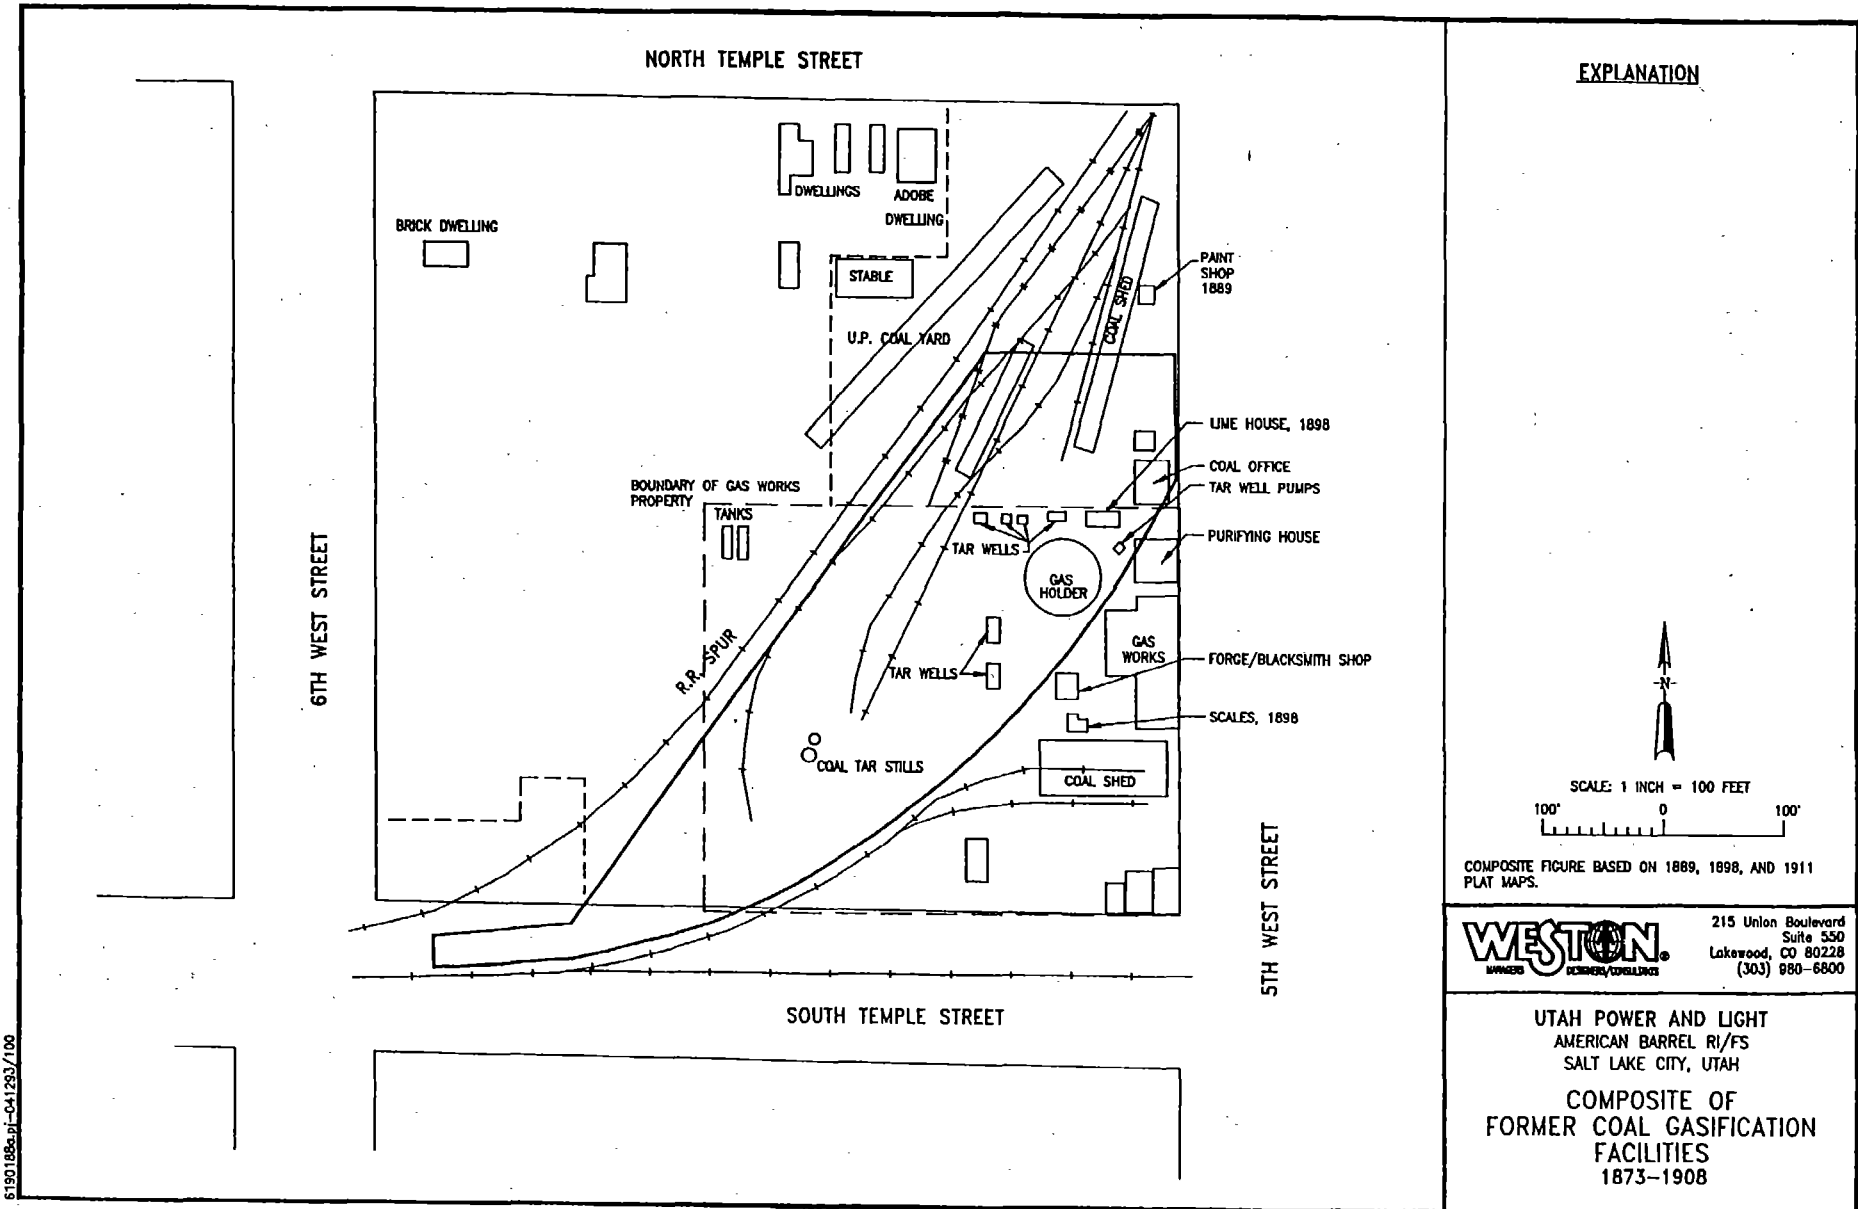 NORTH TEMPLE STREET
EXPLANATION
DWELLINGS
ADOBE
DWELLING
BRICK DWELLING
STABLE
PAINT
SHOP
1889
COAL SHED
U.P. COAL YARD
LIME HOUSE, 1898
COAL OFFICE
TAR WELL PUMPS
BOUNDARY OF GAS WORKS
PROPERTY
TANKS
TAR WELLS
PURIFYING HOUSE
GAS
HOLDER
6TH WEST STREET
R.R. SPUR
GAS
WORKS
FORGE/BLACKSMITH SHOP
TAR WELLS
-N-
SCALES, 1898
COAL TAR STILLS
COAL SHED
SCALE: 1 INCH = 100 FEET
100' 0 100'
5TH WEST STREET
COMPOSITE FIGURE BASED ON 1889, 1898, AND 1911
PLAT MAPS.
WESTON®
MANAGERS DESIGNERS/CONSULTANTS
215 Union Boulevard
Suite 550
Lakewood, CO 80228
(303) 980-6800
SOUTH TEMPLE STREET
UTAH POWER AND LIGHT
AMERICAN BARREL RI/FS
SALT LAKE CITY, UTAH
COMPOSITE OF
FORMER COAL GASIFICATION
FACILITIES
1873-1908
6190188a.pj-041293/100